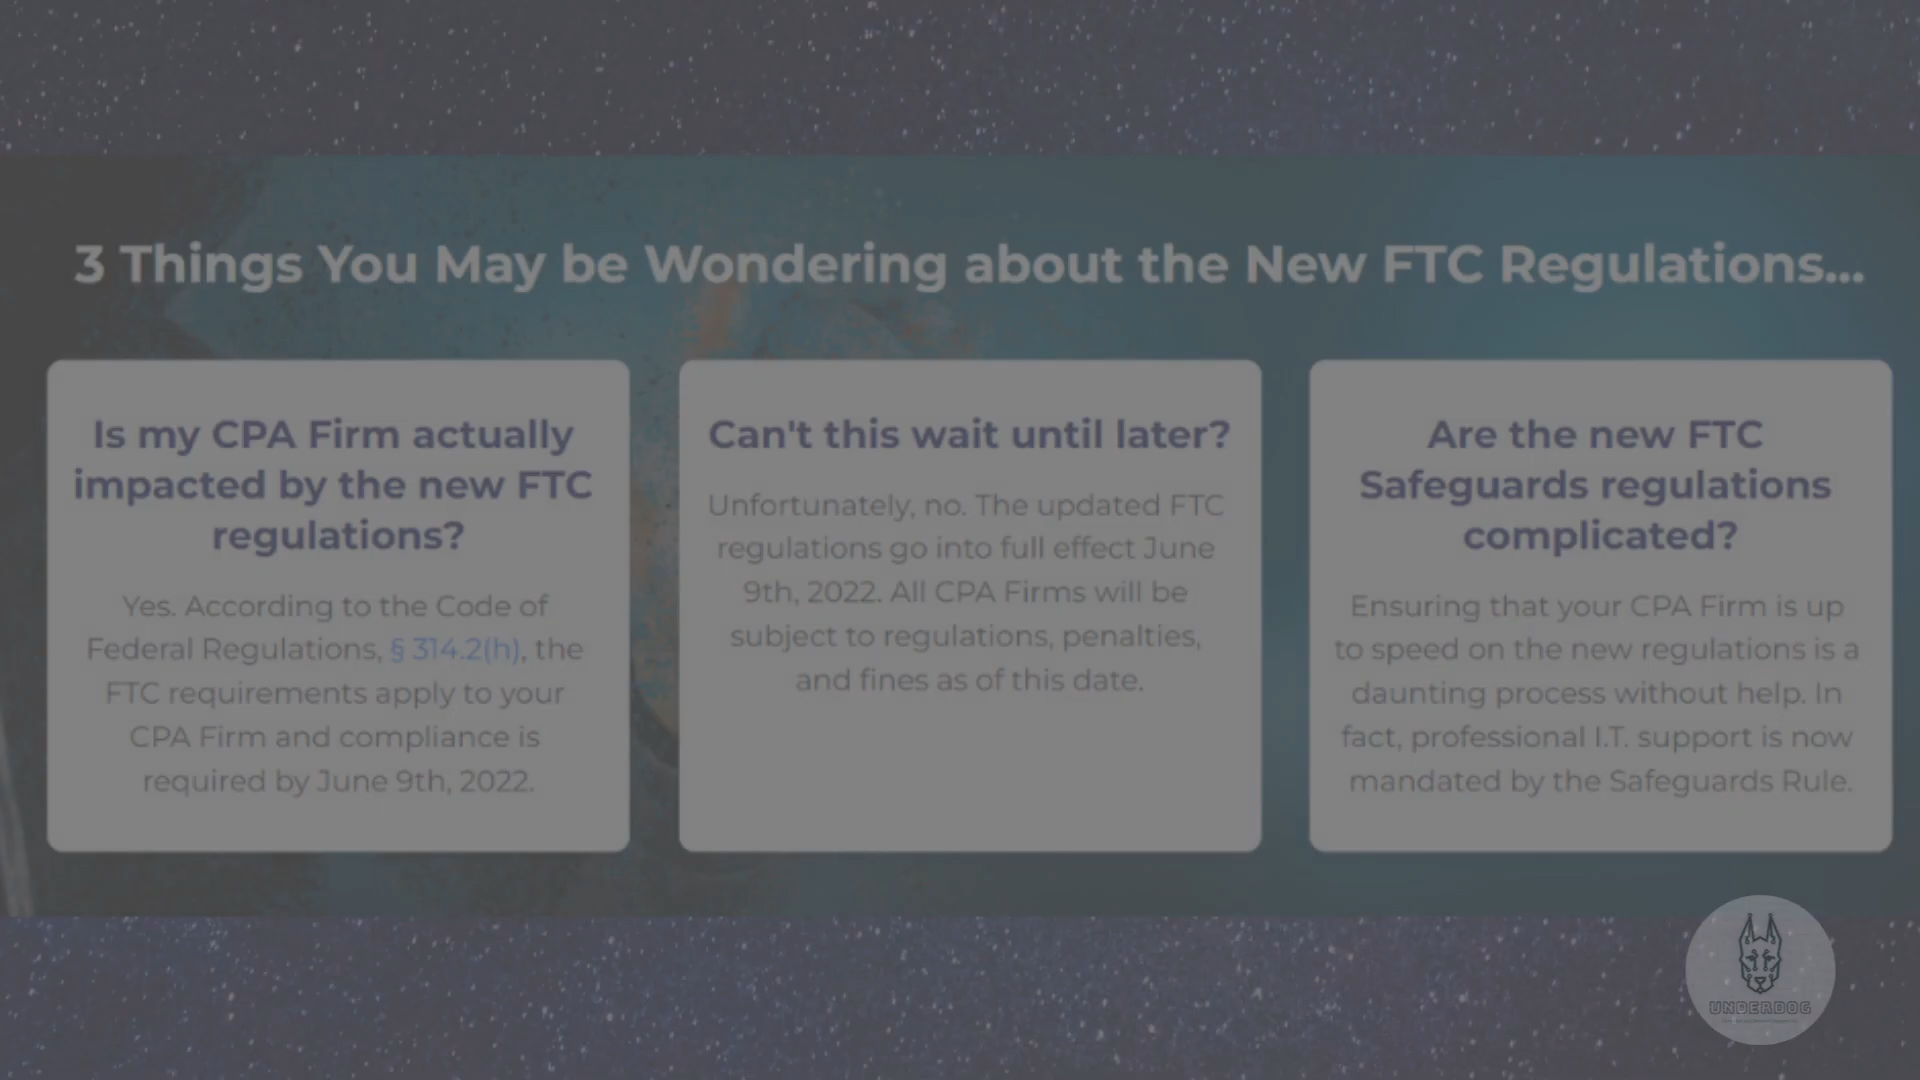 3 Things You May be Wondering about the New FTC Regulations...
Is my CPA Firm actually
impacted by the new FTC
regulations?
Yes. According to the Code of
Federal Regulations, § 314.2(h), the
FTC requirements apply to your
CPA Firm and compliance is
required by June 9th, 2022.
Can't this wait until later?
Unfortunately, no. The updated FTC
regulations go into full effect June
9th, 2022. All CPA Firms will be
subject to regulations, penalties,
and fines as of this date.
Are the new FTC
Safeguards regulations
complicated?
Ensuring that your CPA Firm is up
to speed on the new regulations is a
daunting process without help. In
fact, professional I.T. support is now
mandated by the Safeguards Rule.
UNDERDOG